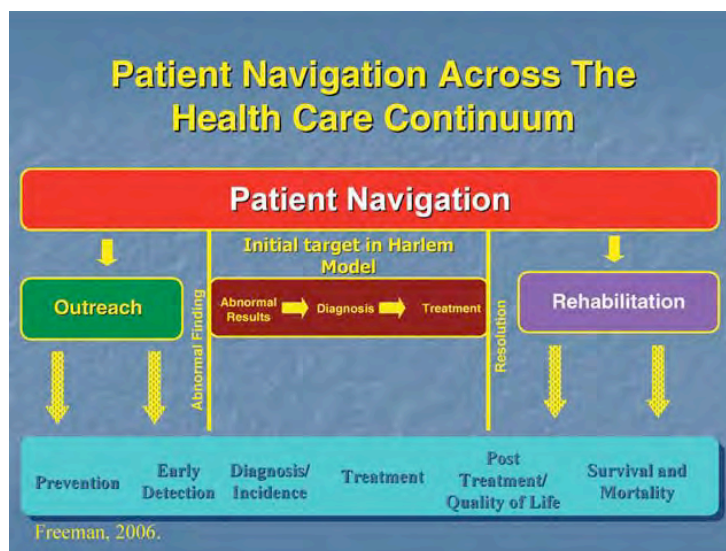 Patient Navigation Across The
Health Care Continuum
Patient Navigation
Initial target in Harlem
Model
Outreach
Abnormal Finding
Abnormal
Results
Diagnosis
Treatment
Resolution
Rehabilitation
Prevention
Early
Detection
Diagnosis/
Incidence
Treatment
Post
Treatment/
Quality of Life
Survival and
Mortality
Freeman, 2006.